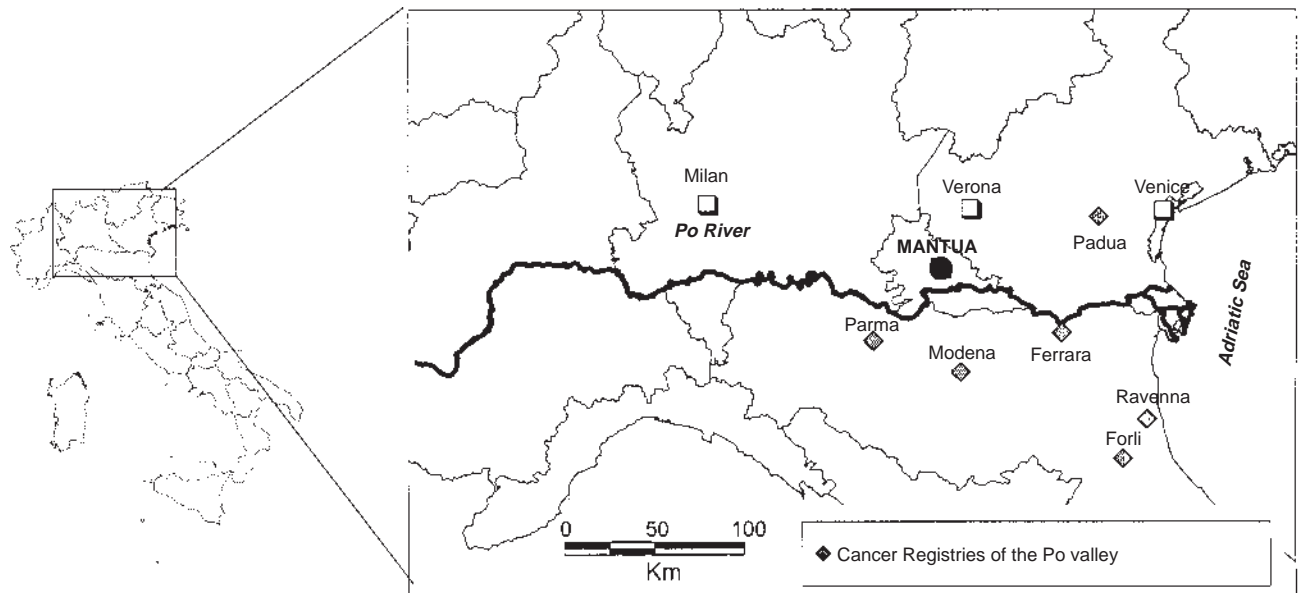 Milan
Verona
Venice
Po River
Padua
MANTUA
Adriatic Sea
Parma
Modena
Ferrara
Ravenna
Forli
0 50 100
Km
Cancer Registries of the Po valley